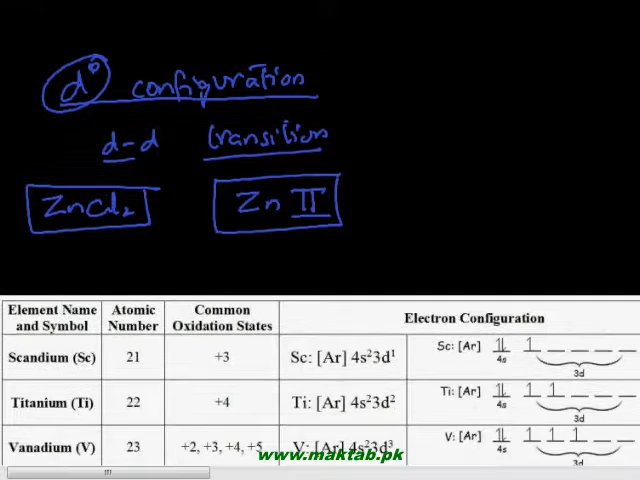 d° configuration
d-d transition
ZnCl₂ Zn II
Element Name and Symbol | Atomic Number | Common Oxidation States | Electron Configuration
Scandium (Sc) | 21 | +3 | Sc: [Ar] 4s²3d¹ | Sc: [Ar] 4s 3d
Titanium (Ti) | 22 | +4 | Ti: [Ar] 4s²3d² | Ti: [Ar] 4s 3d
Vanadium (V) | 23 | +2, +3, +4, +5 | V: [Ar] 4s²3d³ | V: [Ar] 4s 3d
www.maktab.pk